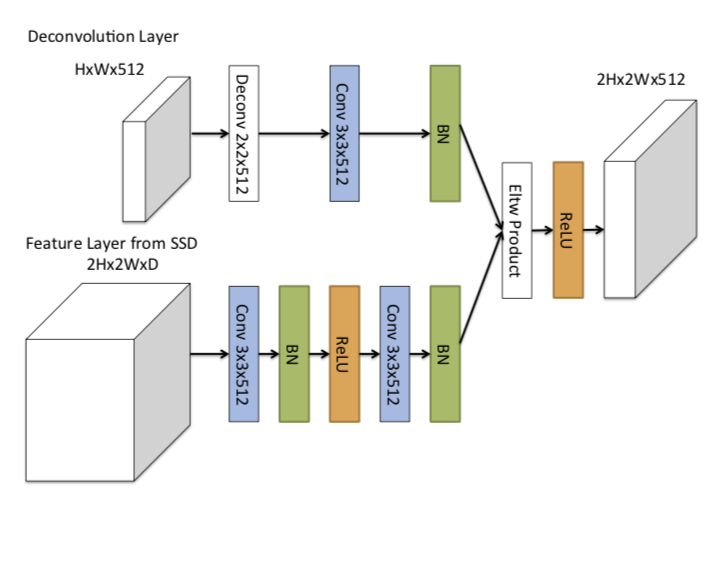 Deconvolution Layer
HxWx512
Deconv 2x2x512
Conv 3x3x512
BN
Feature Layer from SSD
2Hx2WxD
Conv 3x3x512
BN
ReLU
Conv 3x3x512
BN
Eltw Product
ReLU
2Hx2Wx512